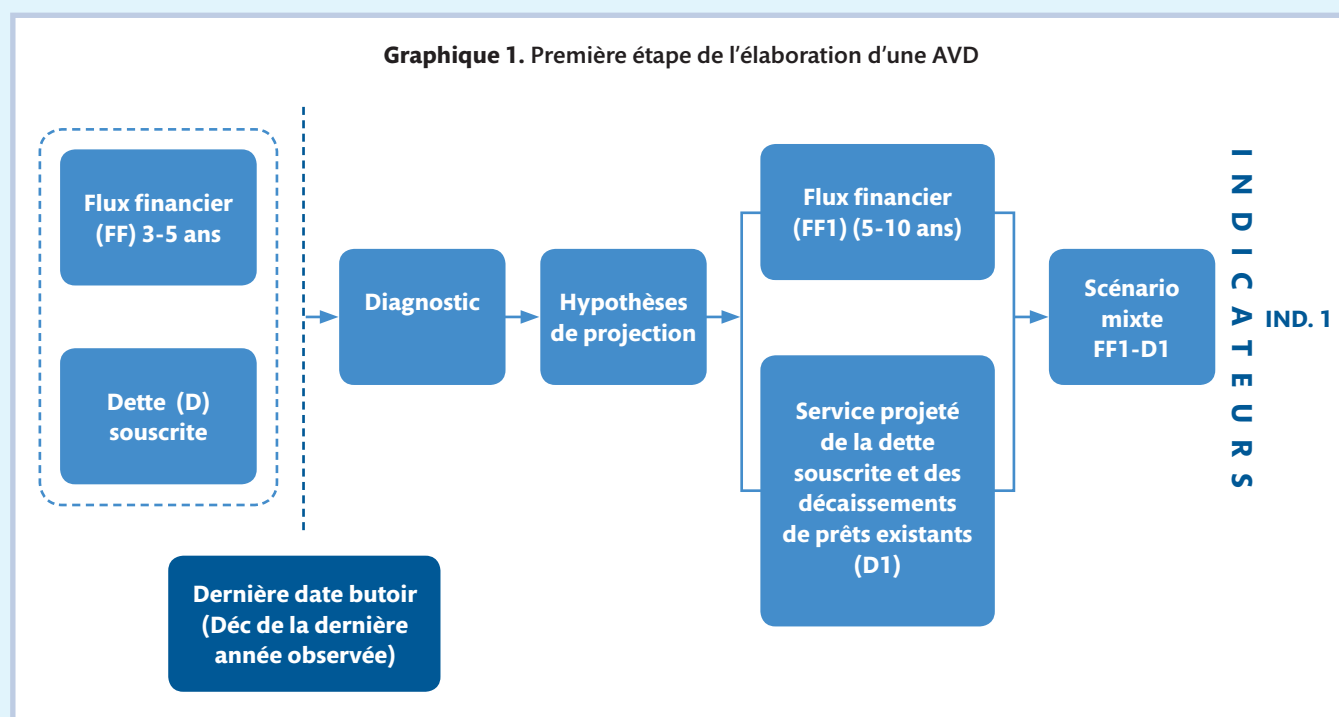 Graphique 1. Première étape de l'élaboration d'une AVD
Flux financier
(FF) 3-5 ans
Dette (D)
souscrite
Dernière date butoir
(Déc de la dernière
année observée)
Diagnostic
Hypothèses
de projection
Flux financier
(FF1) (5-10 ans)
Service projeté
de la dette
souscrite et des
décaissements
de prêts existants
(D1)
Scénario
mixte
FF1-D1
INDICATEURS
IND. 1